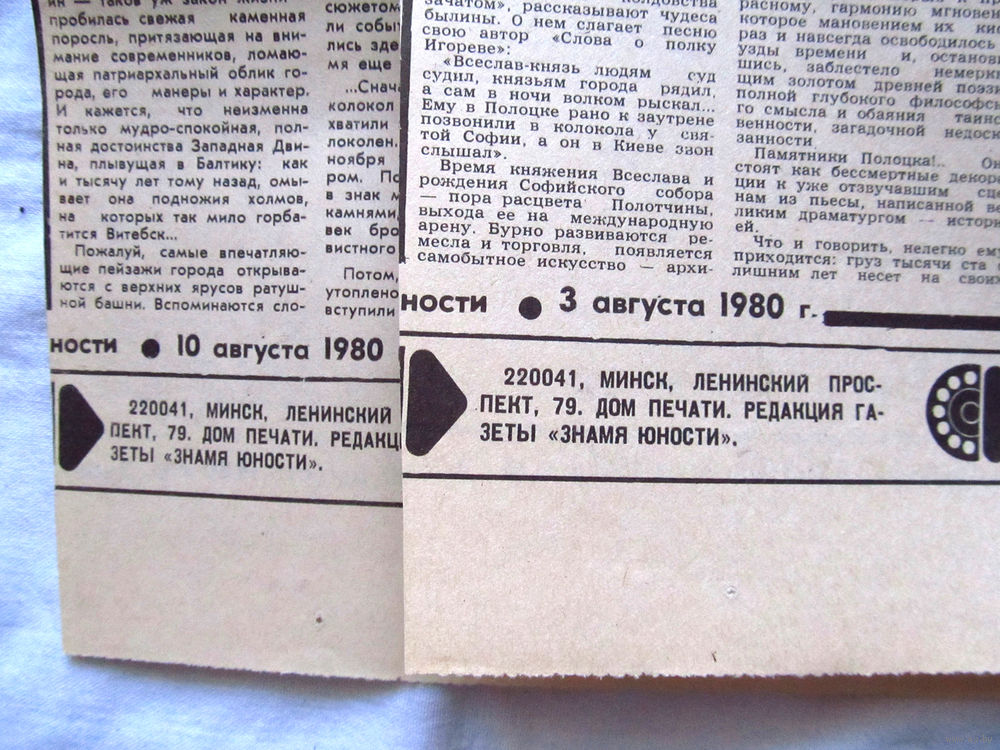 пробилась свежая каменная
поросль, притязающая на вни-
мание современников, ломаю-
щая патриархальный облик го-
рода, его манеры и характер.
И кажется, что неизменна
только мудро-спокойная, пол-
ная достоинства Западная Дви-
на, плывущая в Балтику: как
и тысячу лет тому назад, омы-
вает она подножия холмов,
на которых так мило горба-
тится Витебск...
Пожалуй, самые впечатляю-
щие пейзажи города открыва-
ются с верхних ярусов ратуш-
ной башни. Вспоминаются сло-
сюжетом
ли собы
лись зде
мя еще
...Снач
колокол
хватили
локолен.
ноября
ром. По
в знак м
камнями,
век бро
вистного
Потом,
утоплено
вступили
ности ● 10 августа 1980
220041, МИНСК, ЛЕНИНСКИЙ
ПЕКТ, 79. ДОМ ПЕЧАТИ. РЕДАКЦ
ЗЕТЫ «ЗНАМЯ ЮНОСТИ».
зачатом», рассказывают чудеса
былины. О нем слагает песню
свою автор «Слова о полку
Игореве»:
«Всеслав-князь людям суд
судил, князьям города рядил,
а сам в ночи волком рыскал...
Ему в Полоцке рано к заутрене
позвонили в колокола у свя-
той Софии, а он в Киеве звон
слышал».
Время княжения Всеслава и
рождения Софийского собора
— пора расцвета Полотчины,
выхода ее на международную
арену. Бурно развиваются ре-
месла и торговля, появляется
самобытное искусство — архи-
расному, гармонию мгновен
которое мановением их ки
раз и навсегда освободилось
узды времени и, останови
шись, заблестело немерк
щим золотом древней поэзи
полной глубокого философс
го смысла и обаяния таинс
венности, загадочной недоск
занности.
Памятники Полоцка!.. Он
стоят как бессмертные декор
ции к уже отзвучавшим сц
нам из пьесы, написанной ве
ликим драматургом — истори
ей.
Что и говорить, нелегко ему
приходится: груз тысячи ста с
лишним лет несет на своих
ности ● 3 августа 1980 г.
220041, МИНСК, ЛЕНИНСКИЙ ПРОС-
ПЕКТ, 79. ДОМ ПЕЧАТИ. РЕДАКЦИЯ ГА-
ЗЕТЫ «ЗНАМЯ ЮНОСТИ».